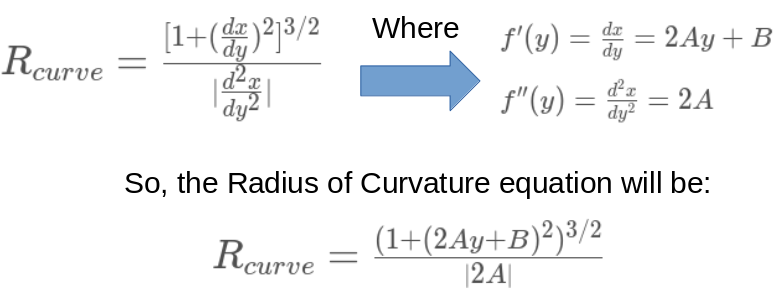 R_curve = [1+(dx/dy)^2]^3/2 / |d^2x/dy^2|
Where
f′(y) = dx/dy = 2Ay + B
f″(y) = d^2x/dy^2 = 2A
So, the Radius of Curvature equation will be:
R_curve = (1+(2Ay+B)^2)^3/2 / |2A|